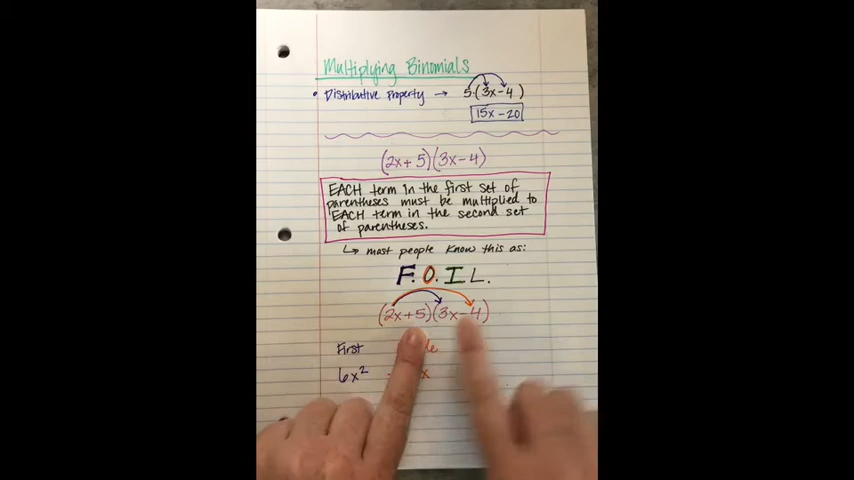 Multiplying Binomials
• Distributive Property → 5·(3x-4)
15x-20
(2x+5)(3x-4)
EACH term in the first set of
parentheses must be multiplied to
EACH term in the second set
of parentheses.
↳ most people know this as:
F.O.I.L.
(2x+5)(3x-4)
First
6x²